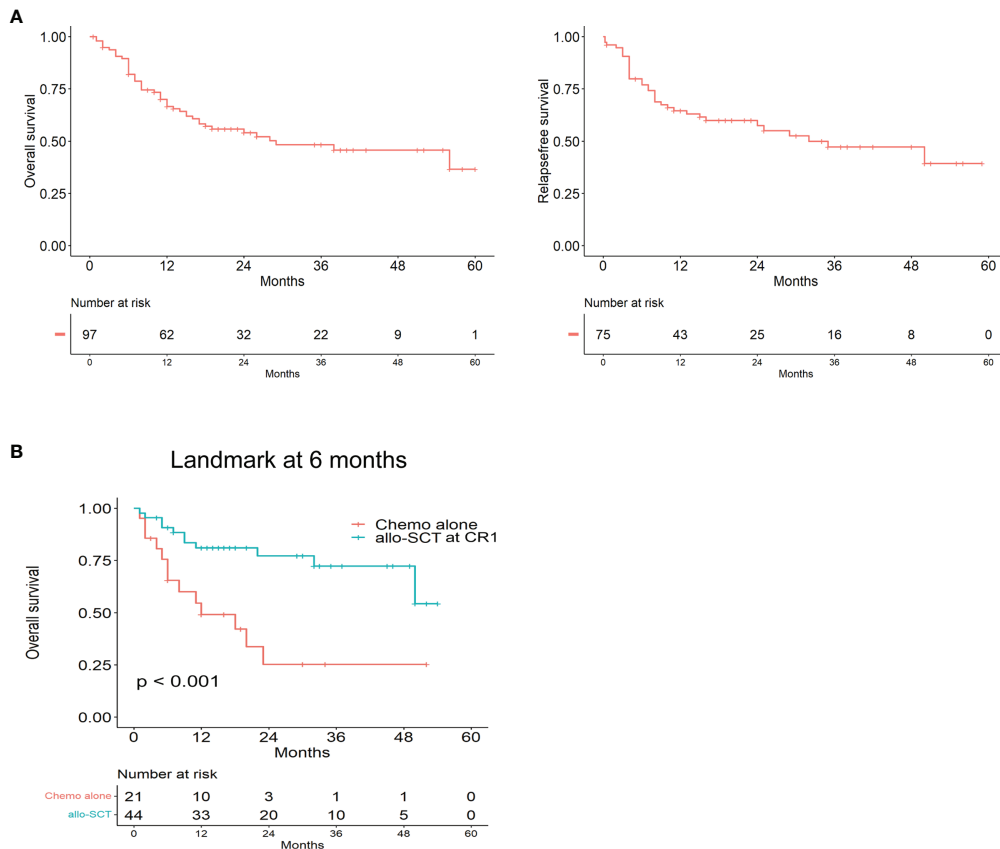 A
Overall survival
1.00
0.75
0.50
0.25
0.00
0 12 24 36 48 60
Months
Number at risk
97 62 32 22 9 1
0 12 24 36 48 60
Months
Relapsefree survival
1.00
0.75
0.50
0.25
0.00
0 12 24 36 48 60
Months
Number at risk
75 43 25 16 8 0
0 12 24 36 48 60
Months
B
Landmark at 6 months
Overall survival
1.00
0.75
0.50
0.25
0.00
Chemo alone
allo-SCT at CR1
p < 0.001
0 12 24 36 48 60
Months
Number at risk
Chemo alone 21 10 3 1 1 0
allo-SCT 44 33 20 10 5 0
0 12 24 36 48 60
Months